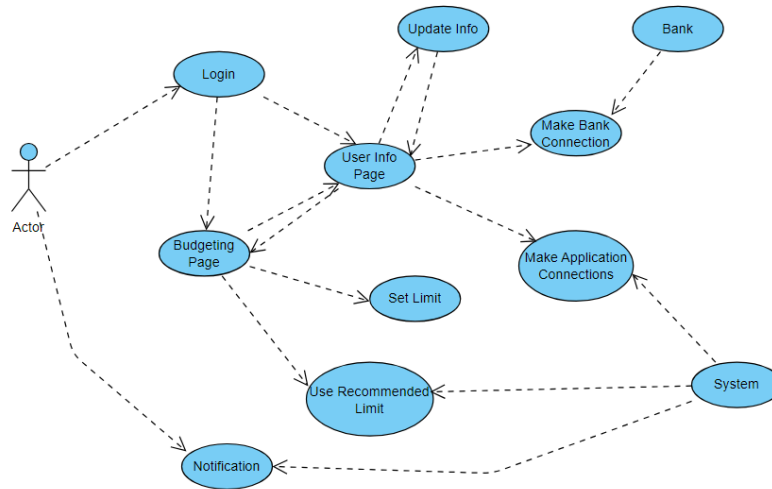 Update Info
Bank
Login
Make Bank
Connection
User Info
Page
Actor
Budgeting
Page
Make Application
Connections
Set Limit
System
Use Recommended
Limit
Notification